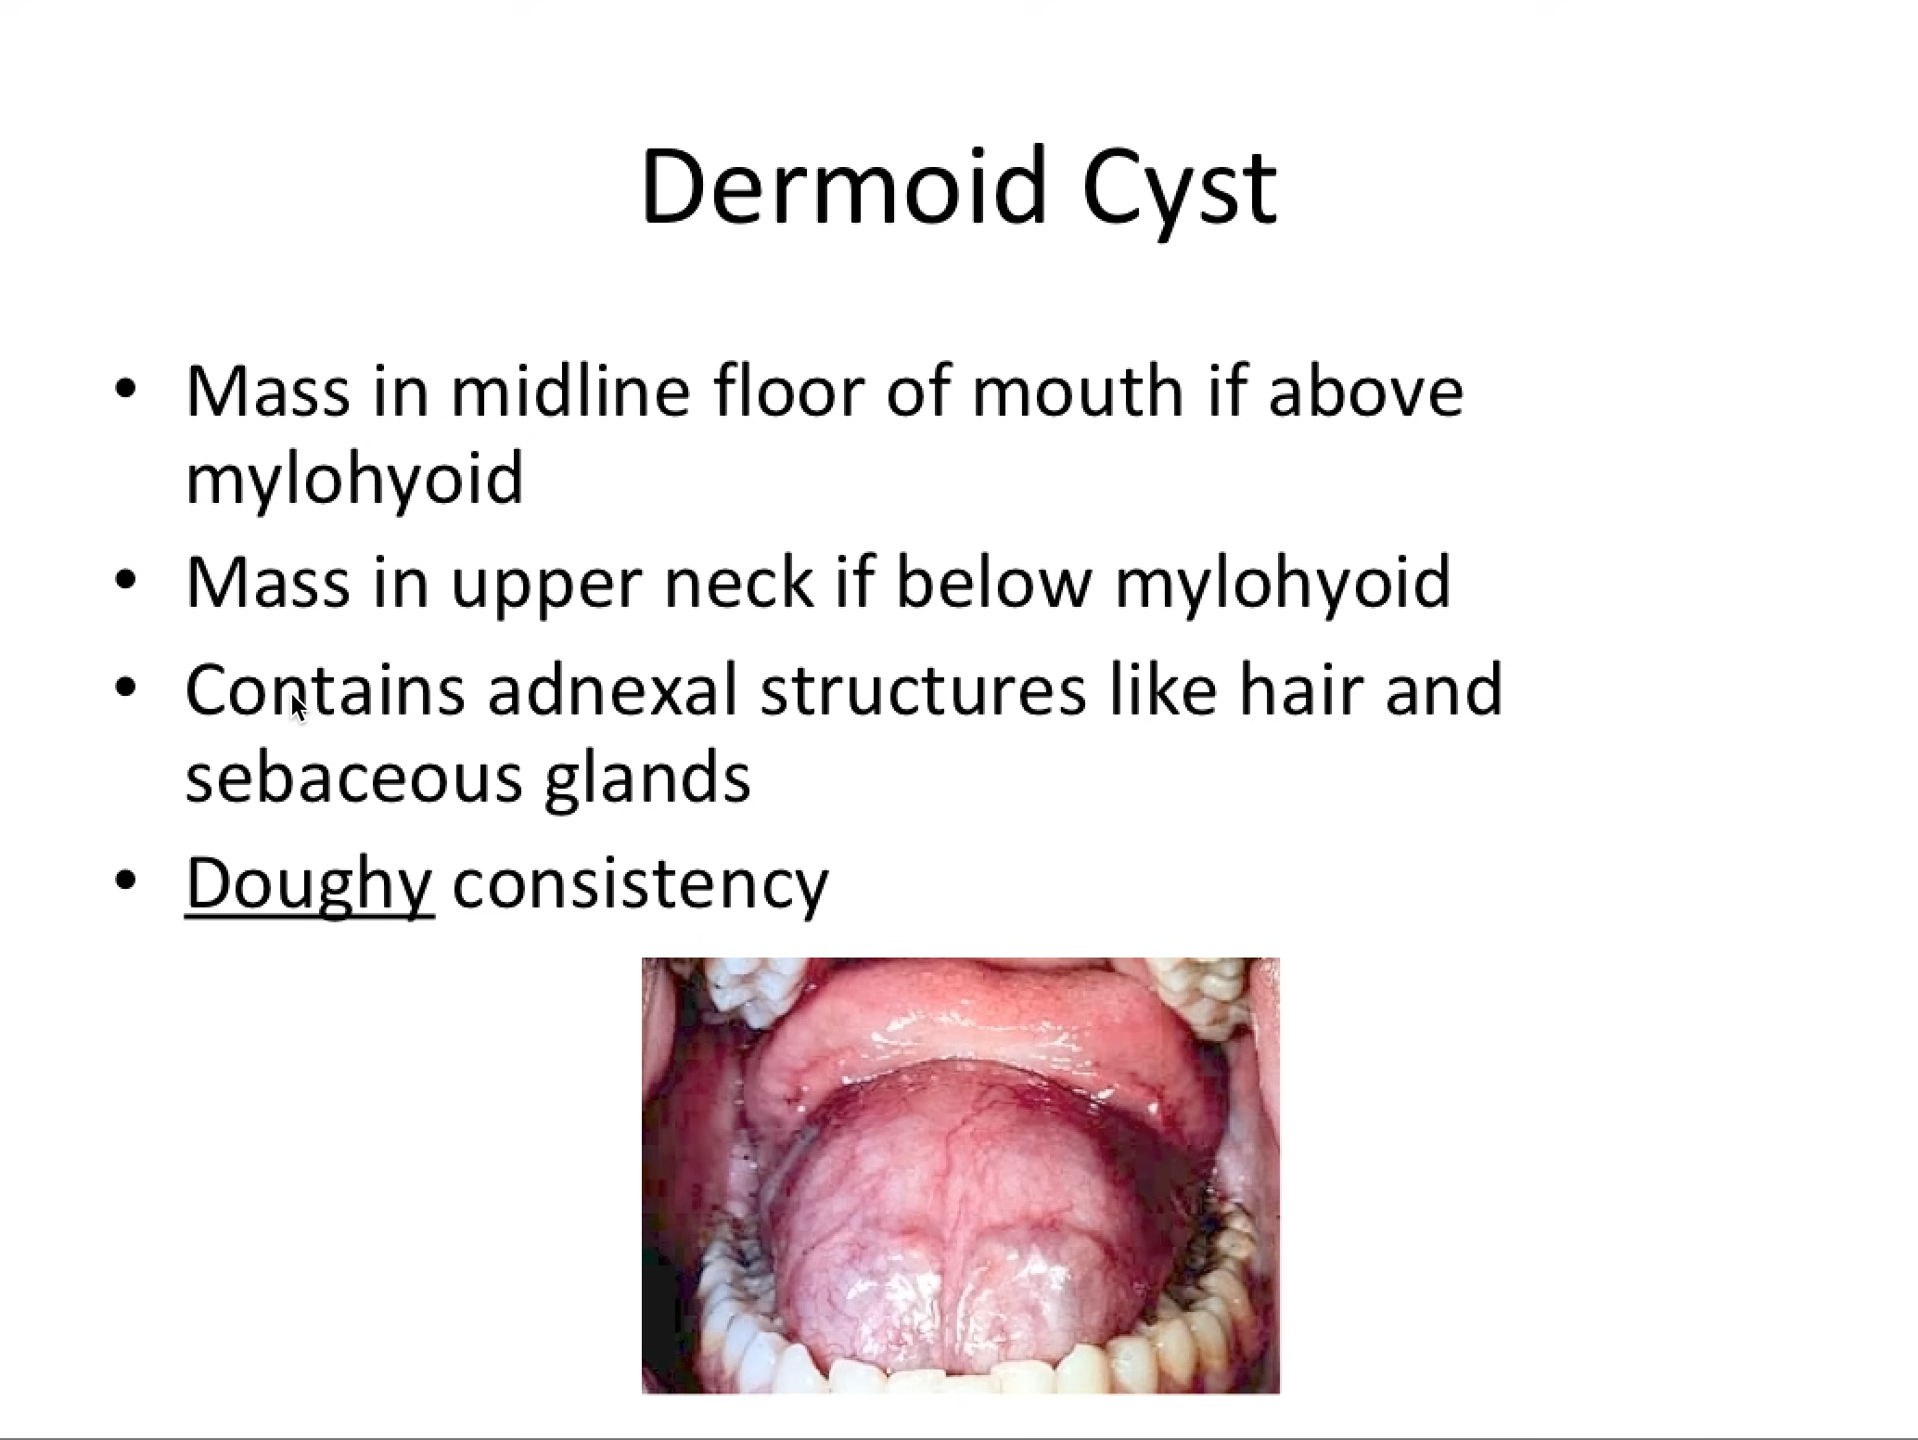 Dermoid Cyst
• Mass in midline floor of mouth if above
mylohyoid
• Mass in upper neck if below mylohyoid
• Contains adnexal structures like hair and
sebaceous glands
• Doughy consistency